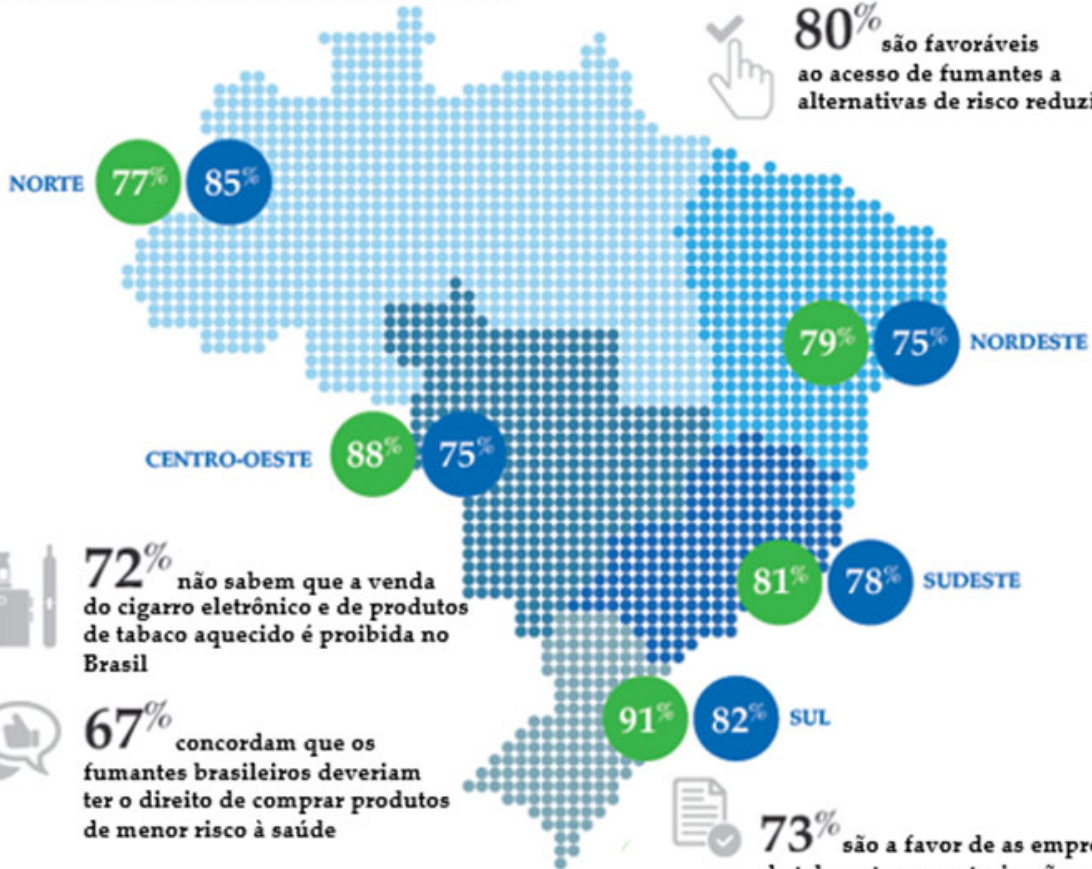 80% são favoráveis
ao acesso de fumantes a
alternativas de risco
NORTE 77% 85%
79% 75% NORDESTE
CENTRO-OESTE 88% 75%
72% não sabem que a venda
do cigarro eletrônico e de produtos
de tabaco aquecido é proibida no
Brasil
81% 78% SUDESTE
67% concordam que os
fumantes brasileiros deveriam
ter o direito de comprar produtos
de menor risco à saúde
91% 82% SUL
73% são a favor de as